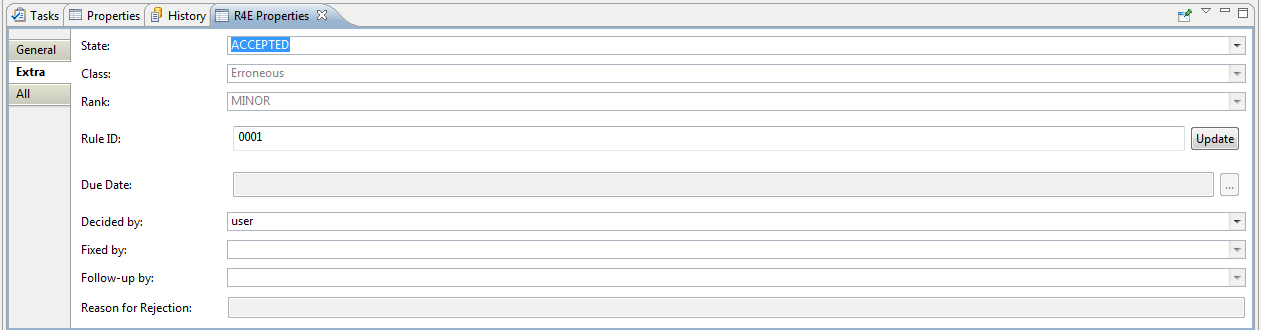 Tasks Properties History R4E Properties
General
Extra
All
State: ACCEPTED
Class: Erroneous
Rank: MINOR
Rule ID: 0001 Update
Due Date: ...
Decided by: user
Fixed by:
Follow-up by:
Reason for Rejection: